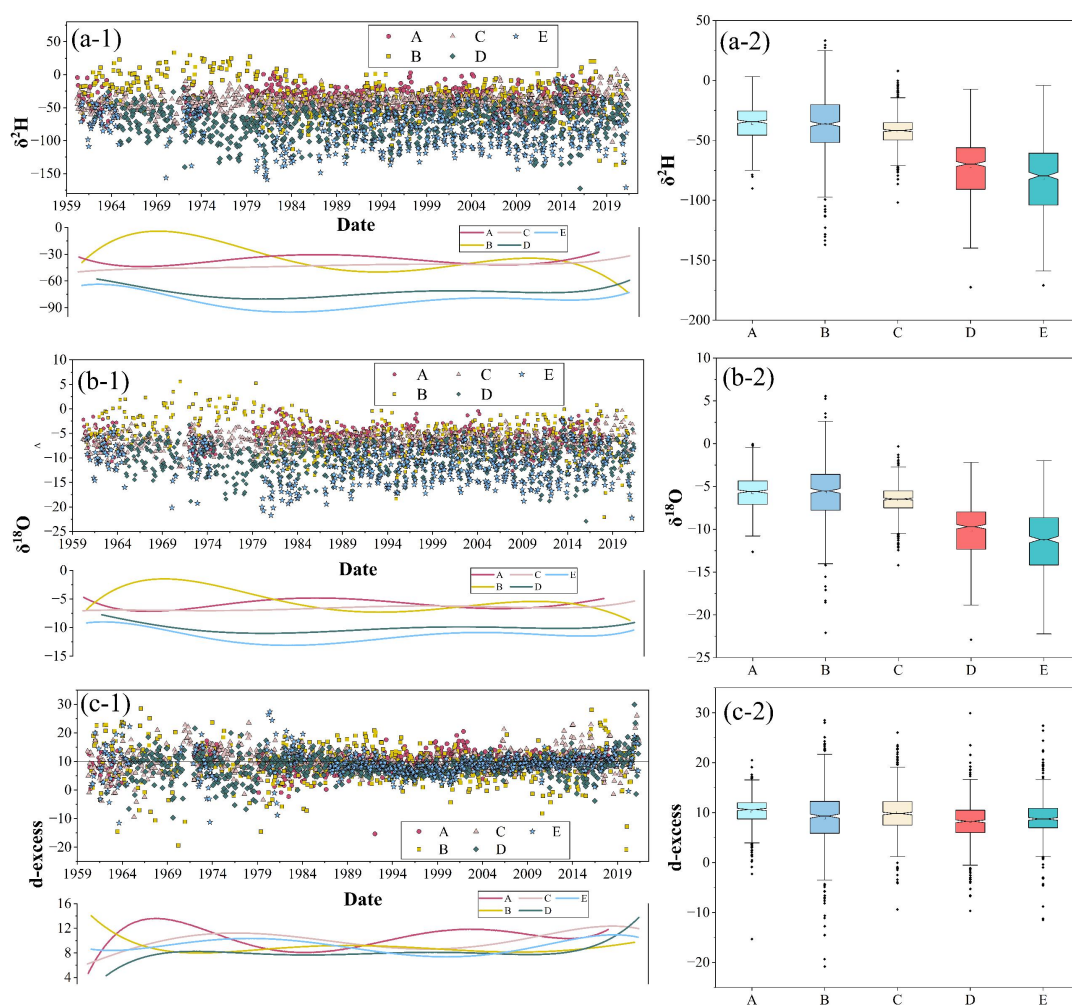 (a-1)
A C E
B D
50
0
−50
−100
−150
δ²H
1959 1964 1969 1974 1979 1984 1989 1994 1999 2004 2009 2014 2019
Date
0
−30
−60
−90
A C E
B D
(a-2)
50
0
−50
−100
−150
−200
δ²H
A B C D E
(b-1)
A C E
B D
10
5
0
−5
−10
−15
−20
−25
A
δ¹⁸O
1959 1964 1969 1974 1979 1984 1989 1994 1999 2004 2009 2014 2019
Date
0
−5
−10
−15
A C E
B D
(b-2)
10
5
0
−5
−10
−15
−20
−25
δ¹⁸O
A B C D E
(c-1)
30
20
10
0
−10
−20
A C E
B D
d-excess
1959 1964 1969 1974 1979 1984 1989 1994 1999 2004 2009 2014 2019
Date
16
12
8
4
A C E
B D
(c-2)
30
20
10
0
−10
−20
d-excess
A B C D E